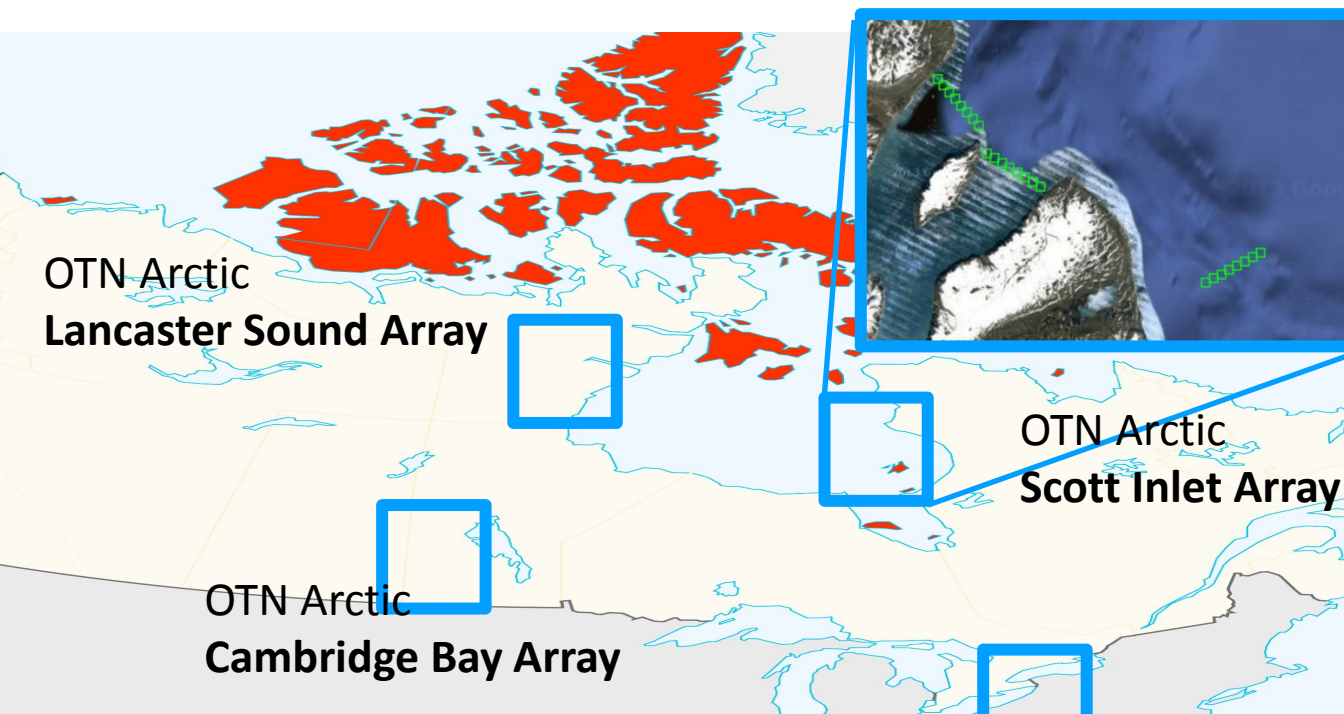 OTN Arctic
Lancaster Sound Array
OTN Arctic
Scott Inlet Array
OTN Arctic
Cambridge Bay Array